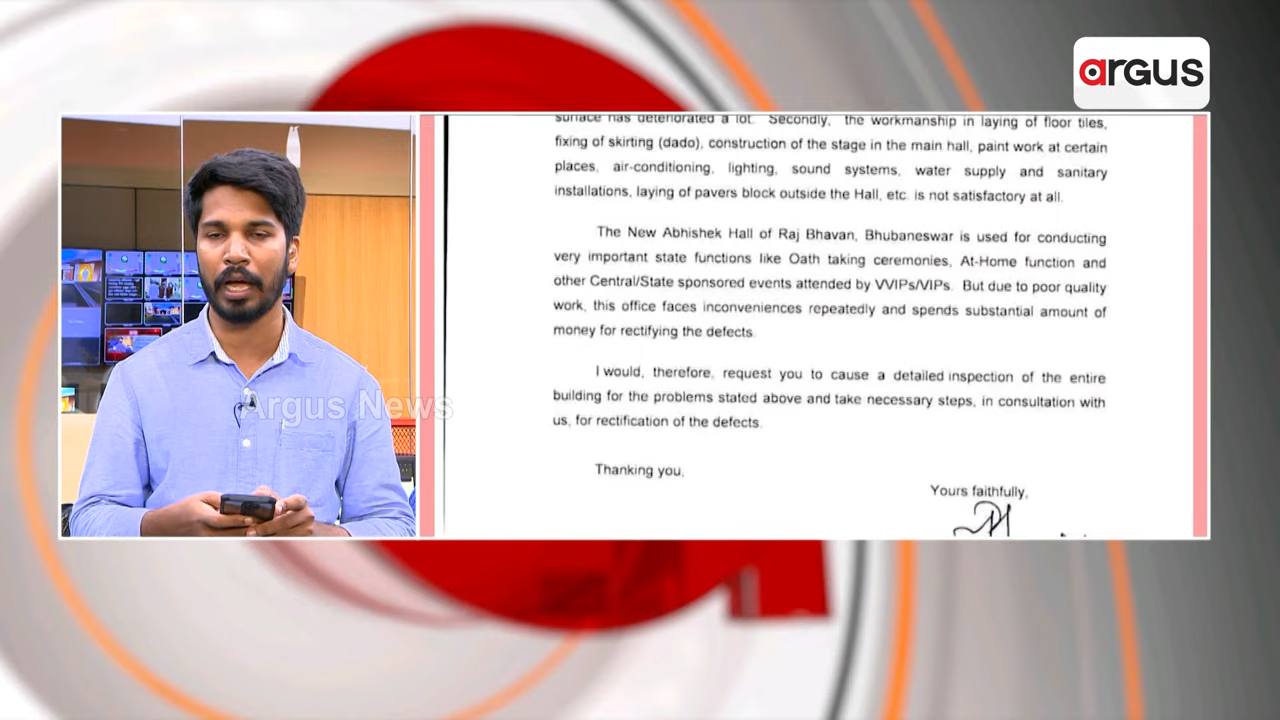 argus
surface has deteriorated a lot. Secondly, the workmanship in laying of floor tiles,
fixing of skirting (dado), construction of the stage in the main hall, paint work at certain
places, air-conditioning, lighting, sound systems, water supply and sanitary
installations, laying of pavers block outside the Hall, etc. is not satisfactory at all.
The New Abhishek Hall of Raj Bhavan, Bhubaneswar is used for conducting
very important state functions like Oath taking ceremonies, At-Home function and
other Central/State sponsored events attended by VVIPs/VIPs. But due to poor quality
work, this office faces inconveniences repeatedly and spends substantial amount of
money for rectifying the defects.
I would, therefore, request you to cause a detailed inspection of the entire
building for the problems stated above and take necessary steps, in consultation with
us, for rectification of the defects.
Thanking you,
Yours faithfully,
Argus News